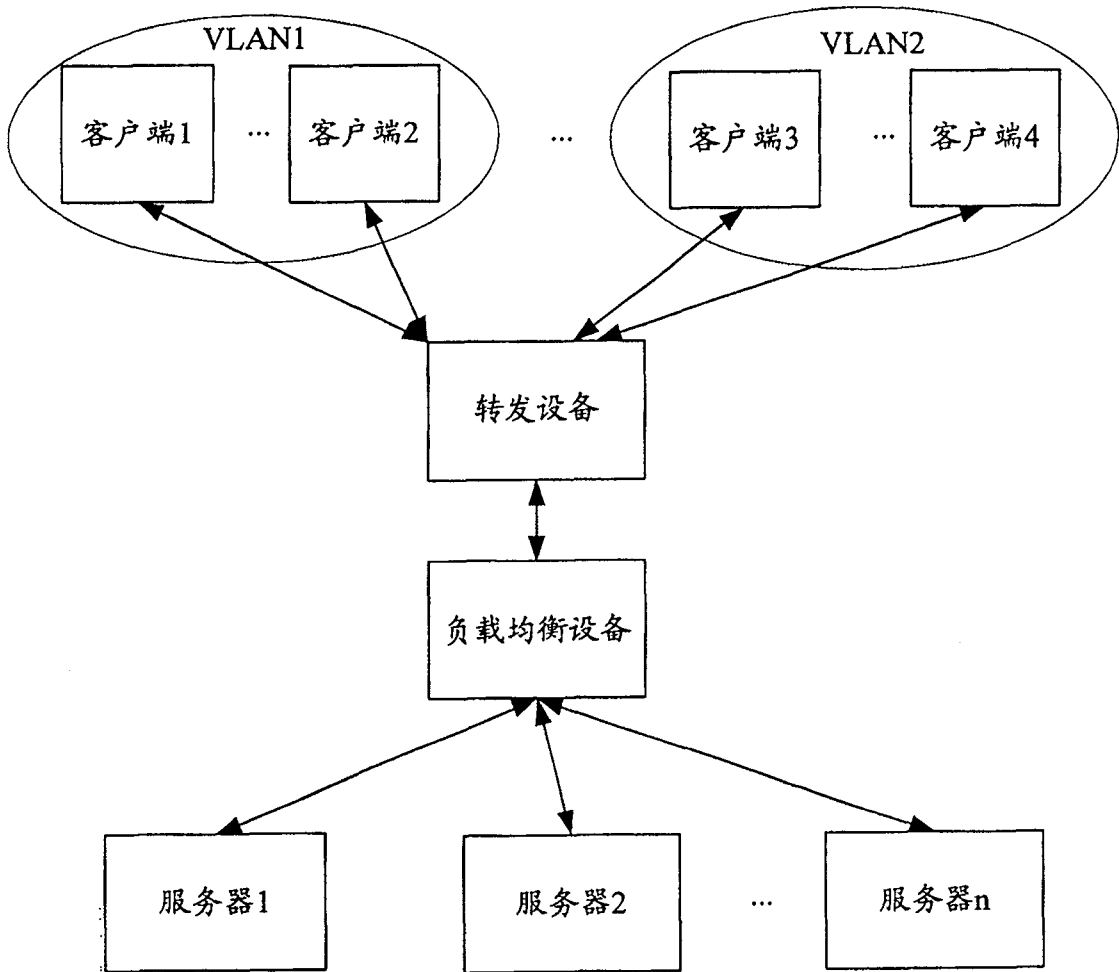 VLAN1
VLAN2
客户端1
...
客户端2
...
客户端3
...
客户端4
转发设备
负载均衡设备
服务器1
服务器2
...
服务器n